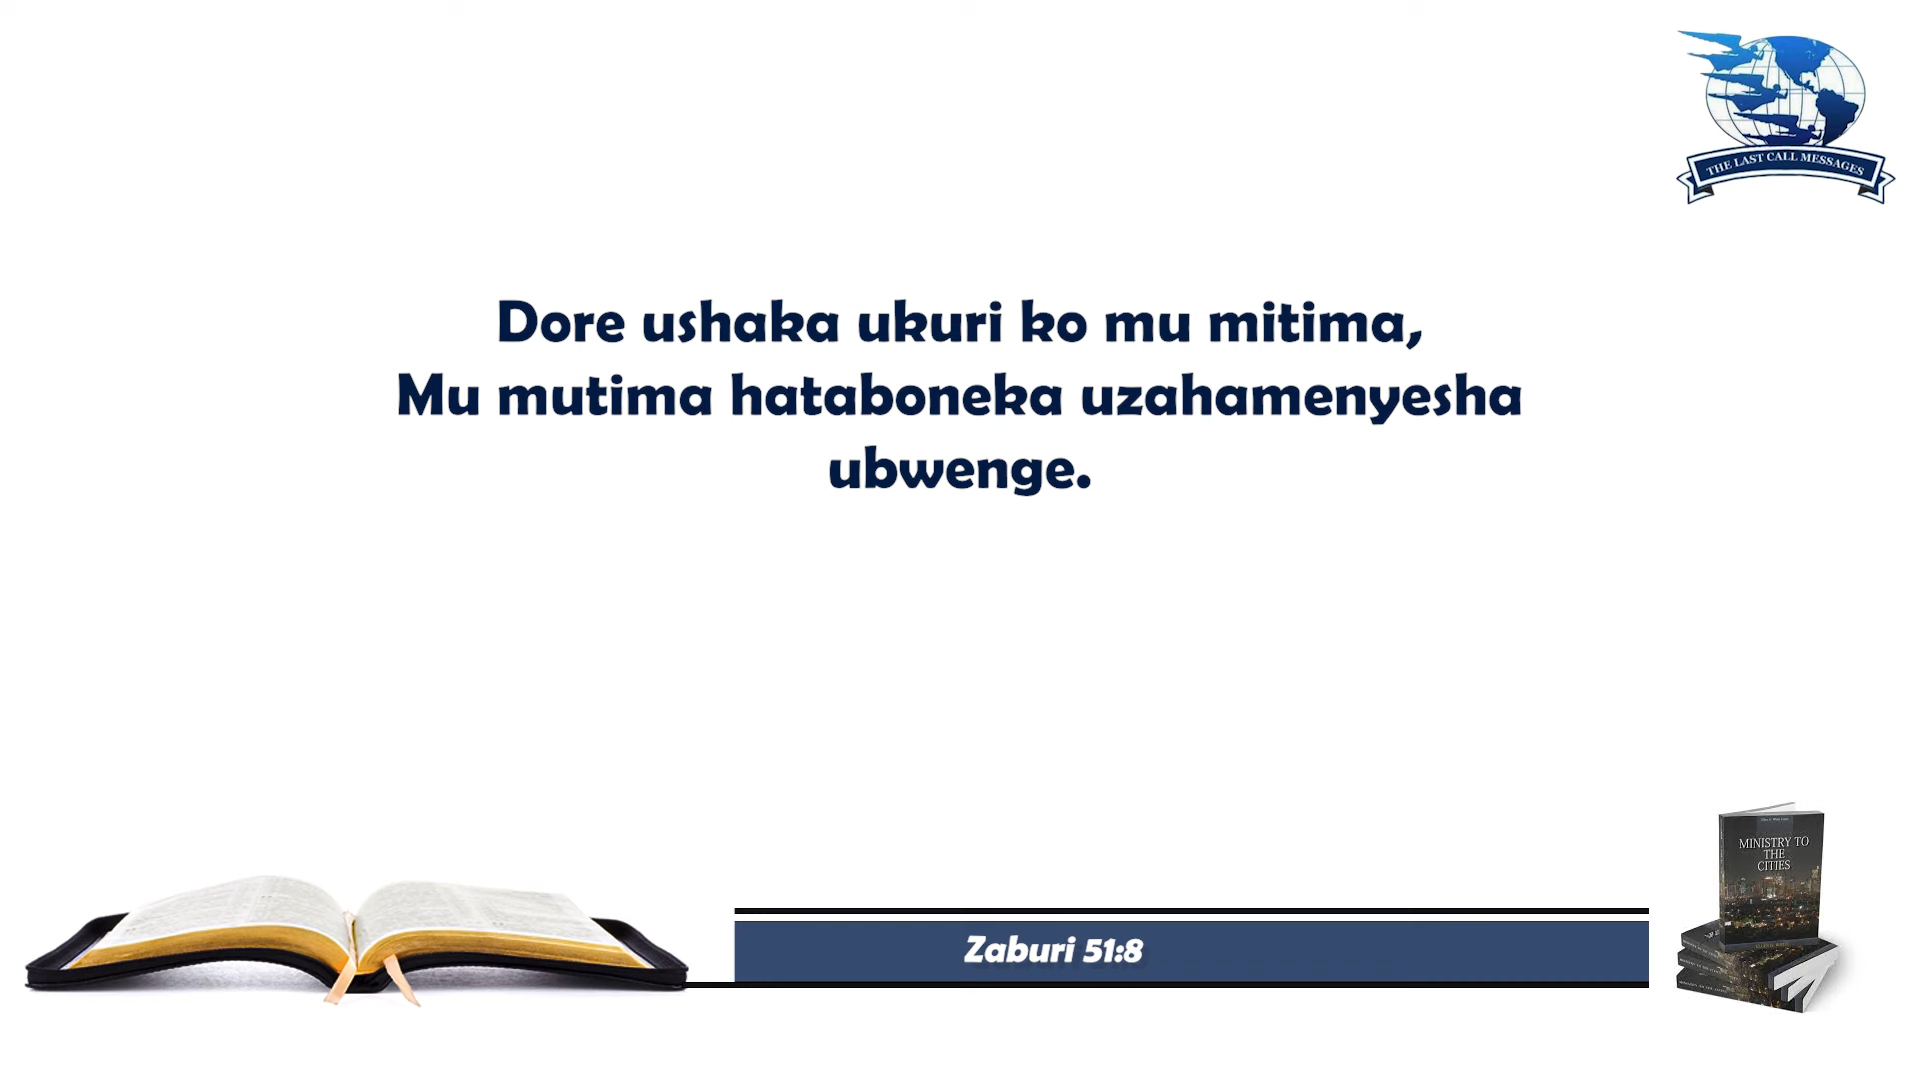 THE LAST CALL MESSAGES
Dore ushaka ukuri ko mu mitima,
Mu mutima hataboneka uzahamenyesha
ubwenge.
MINISTRY TO
THE
CITIES
Zaburi 51:8